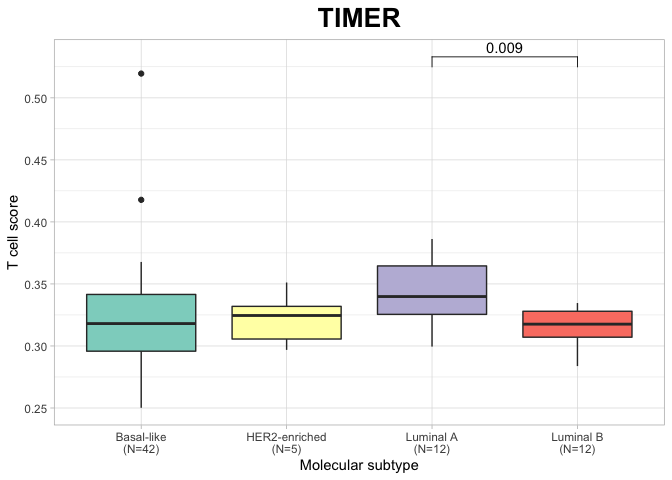 TIMER
0.009
0.50
0.45
0.40
0.35
0.30
0.25
T cell score
Basal-like
(N=42)
HER2-enriched
(N=5)
Luminal A
(N=12)
Luminal B
(N=12)
Molecular subtype